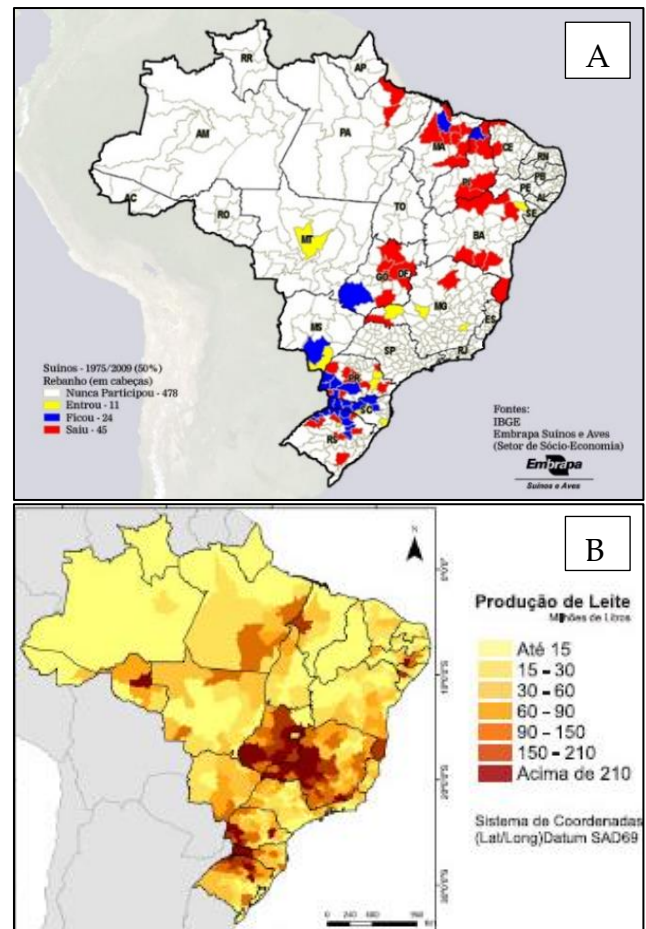 A
RR
AP
AM
PA
MA
CE
RN
PB
PE
AL
SE
PI
AC
RO
TO
BA
MT
GO
DF
MG
ES
MS
SP
RJ
PR
SC
RS
Suínos - 1975/2009 (50%)
Rebanho (em cabeças)
Nunca Participou - 478
Entrou - 11
Ficou - 24
Saiu - 45
Fontes:
IBGE
Embrapa Suínos e Aves
(Setor de Sócio-Economia)
Embrapa
Suínos e Aves
B
N
Produção de Leite
Milhões de Litros
Até 15
15 - 30
30 - 60
60 - 90
90 - 150
150 - 210
Acima de 210
Sistema de Coordenadas
(Lat/Long)Datum SAD69